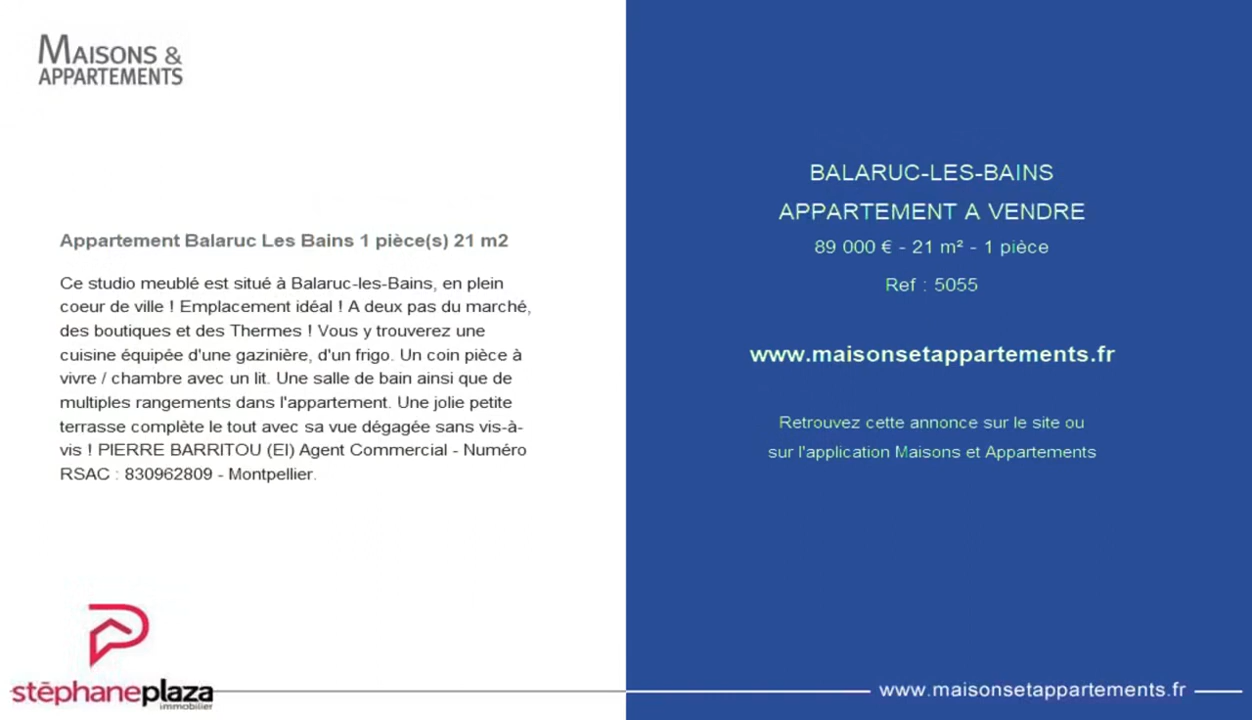 MAISONS &
APPARTEMENTS
Appartement Balaruc Les Bains 1 pièce(s) 21 m2
Ce studio meublé est situé à Balaruc-les-Bains, en plein
coeur de ville ! Emplacement idéal ! A deux pas du marché,
des boutiques et des Thermes ! Vous y trouverez une
cuisine équipée d'une gazinière, d'un frigo. Un coin pièce à
vivre / chambre avec un lit. Une salle de bain ainsi que de
multiples rangements dans l'appartement. Une jolie petite
terrasse complète le tout avec sa vue dégagée sans vis-à-
vis ! PIERRE BARRITOU (EI) Agent Commercial - Numéro
RSAC : 830962809 - Montpellier.
stéphaneplaza
immobilier
BALARUC-LES-BAINS
APPARTEMENT A VENDRE
89 000 € - 21 m² - 1 pièce
Ref : 5055
www.maisonsetappartements.fr
Retrouvez cette annonce sur le site ou
sur l'application Maisons et Appartements
www.maisonsetappartements.fr